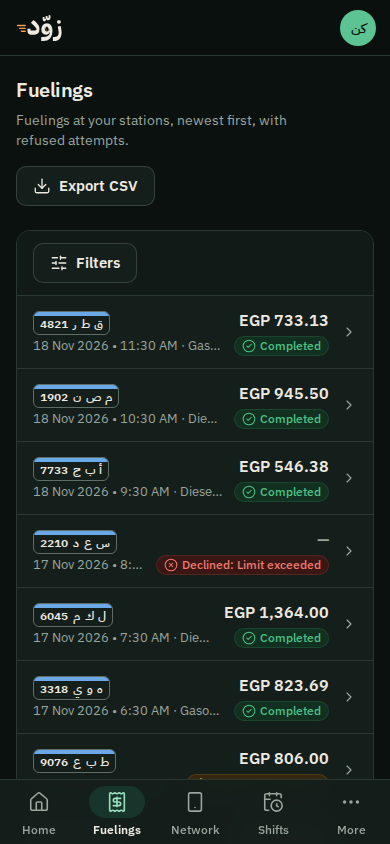 زوّد
كن
Fuelings
Fuelings at your stations, newest first, with
refused attempts.
Export CSV
Filters
ق ط ر 4821
EGP 733.13
18 Nov 2026 • 11:30 AM · Gas...
Completed
م ص ن 1902
EGP 945.50
18 Nov 2026 • 10:30 AM · Die...
Completed
أ ب ج 7733
EGP 546.38
18 Nov 2026 • 9:30 AM · Diese...
Completed
س ع د 2210
—
17 Nov 2026 • 8:...
Declined: Limit exceeded
ل ك م 6045
EGP 1,364.00
17 Nov 2026 • 7:30 AM · Die...
Completed
ه و ي 3318
EGP 823.69
17 Nov 2026 • 6:30 AM · Gaso...
Completed
ط ب ع 9076
EGP 806.00
Home
Fuelings
Network
Shifts
More